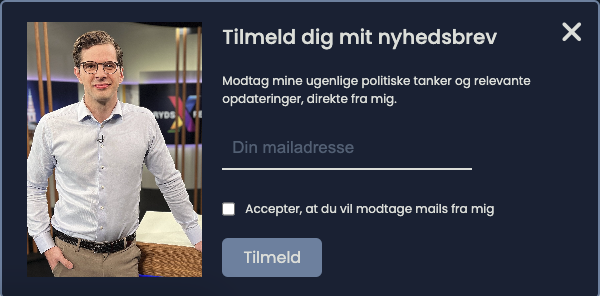 Tilmeld dig mit nyhedsbrev
Modtag mine ugenlige politiske tanker og relevante
opdateringer, direkte fra mig.
Din mailadresse
Accepter, at du vil modtage mails fra mig
Tilmeld